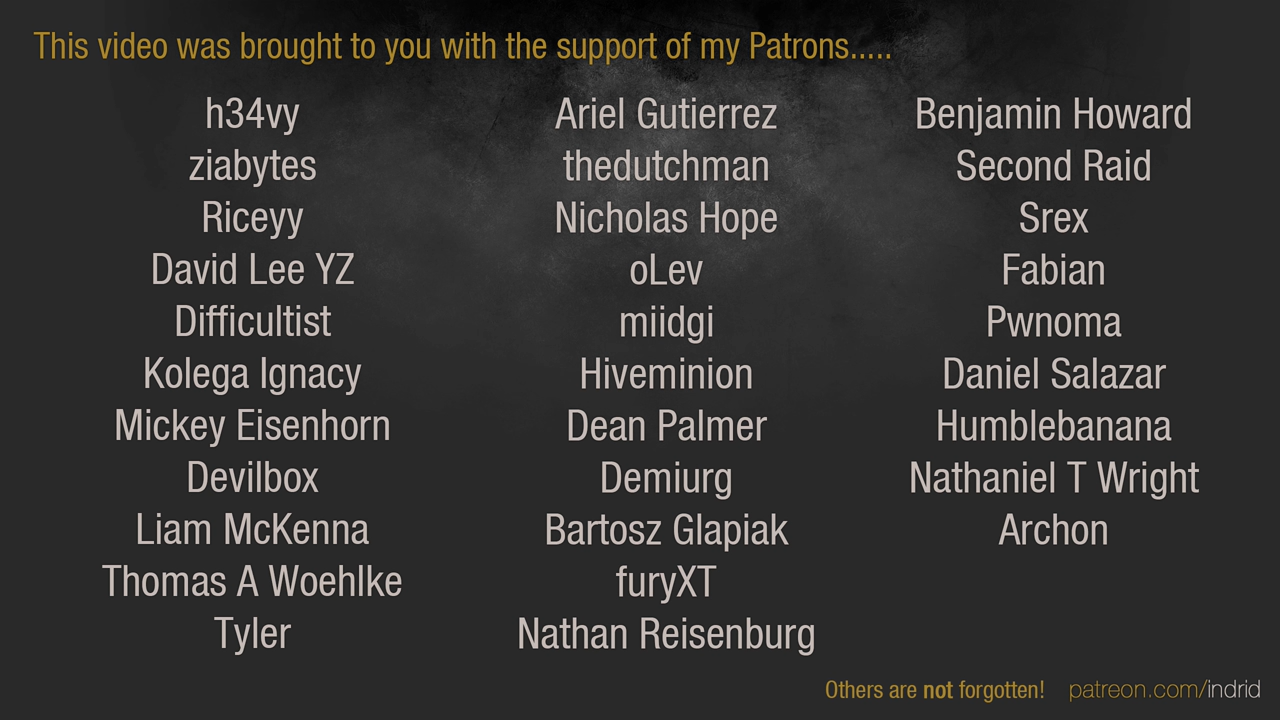 This video was brought to you with the support of my Patrons.....
h34vy
ziabytes
Riceyy
David Lee YZ
Difficultist
Kolega Ignacy
Mickey Eisenhorn
Devilbox
Liam McKenna
Thomas A Woehlke
Tyler
Ariel Gutierrez
thedutchman
Nicholas Hope
oLev
miidgi
Hiveminion
Dean Palmer
Demiurg
Bartosz Glapiak
furyXT
Nathan Reisenburg
Benjamin Howard
Second Raid
Srex
Fabian
Pwnoma
Daniel Salazar
Humblebanana
Nathaniel T Wright
Archon
Others are not forgotten! patreon.com/indrid